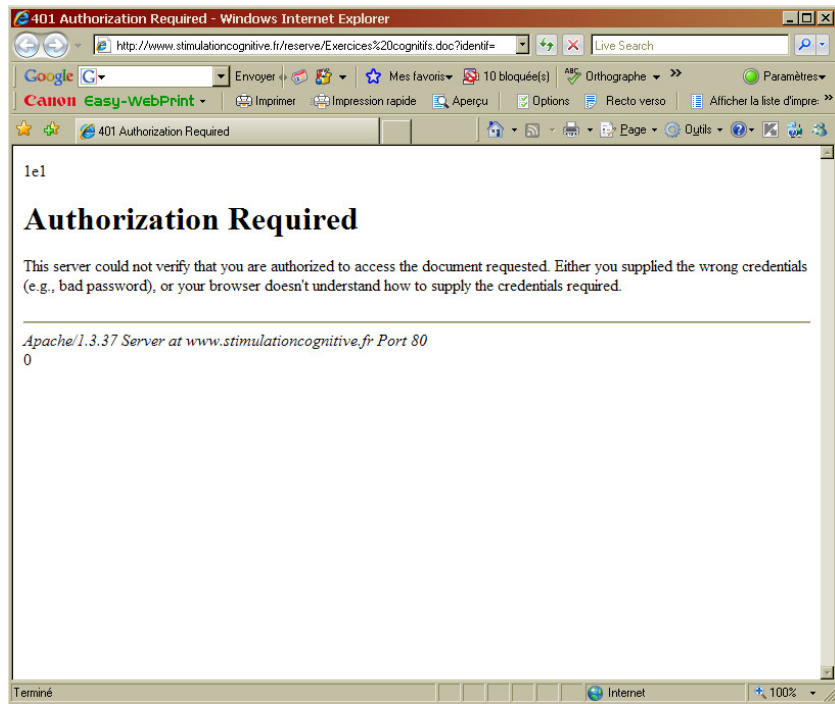 401 Authorization Required - Windows Internet Explorer
http://www.stimulationcognitive.fr/reserve/Exercices%20cognitifs.doc?identif= Live Search
Google G Envoyer Mes favoris 10 bloquée(s) ABC Orthographe >> Paramètres
Canon Easy-WebPrint Imprimer Impression rapide Aperçu Options Recto verso Afficher la liste d'impre: >>
401 Authorization Required Page Outils
1e1
Authorization Required
This server could not verify that you are authorized to access the document requested. Either you supplied the wrong credentials
(e.g., bad password), or your browser doesn't understand how to supply the credentials required.
Apache/1.3.37 Server at www.stimulationcognitive.fr Port 80
0
Terminé Internet 100%